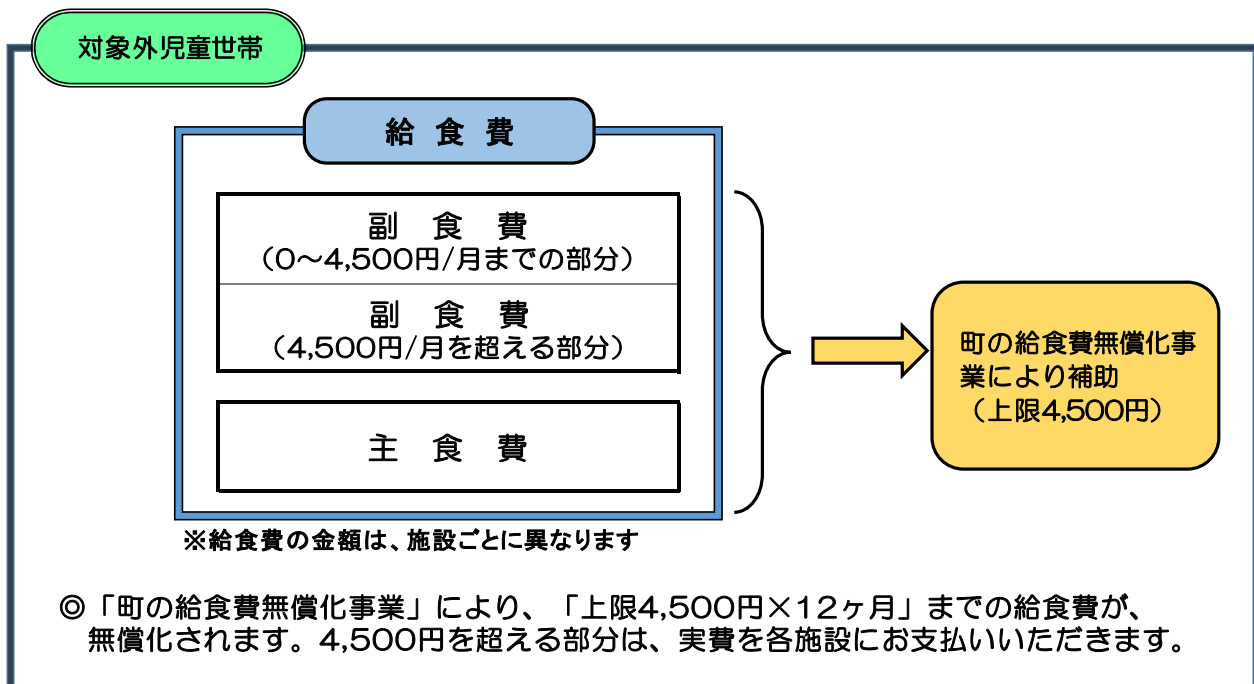 対象外児童世帯
給食費
副食費
（0～4,500円/月までの部分）
副食費
（4,500円/月を超える部分）
主食費
町の給食費無償化事
業により補助
（上限4,500円）
※給食費の金額は、施設ごとに異なります
◎「町の給食費無償化事業」により、「上限4,500円×12ヶ月」までの給食費が、
無償化されます。4,500円を超える部分は、実費を各施設にお支払いいただきます。